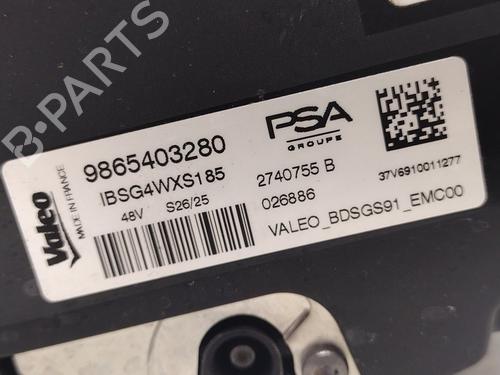 B-PARTS
Valeo
MADE IN FRANCE
9865403280
IBSG4WXS185
48V S26/25
PSA
GROUPE
2740755 B
026886
37V6910011277
VALEO_BDSGS91_EMC00